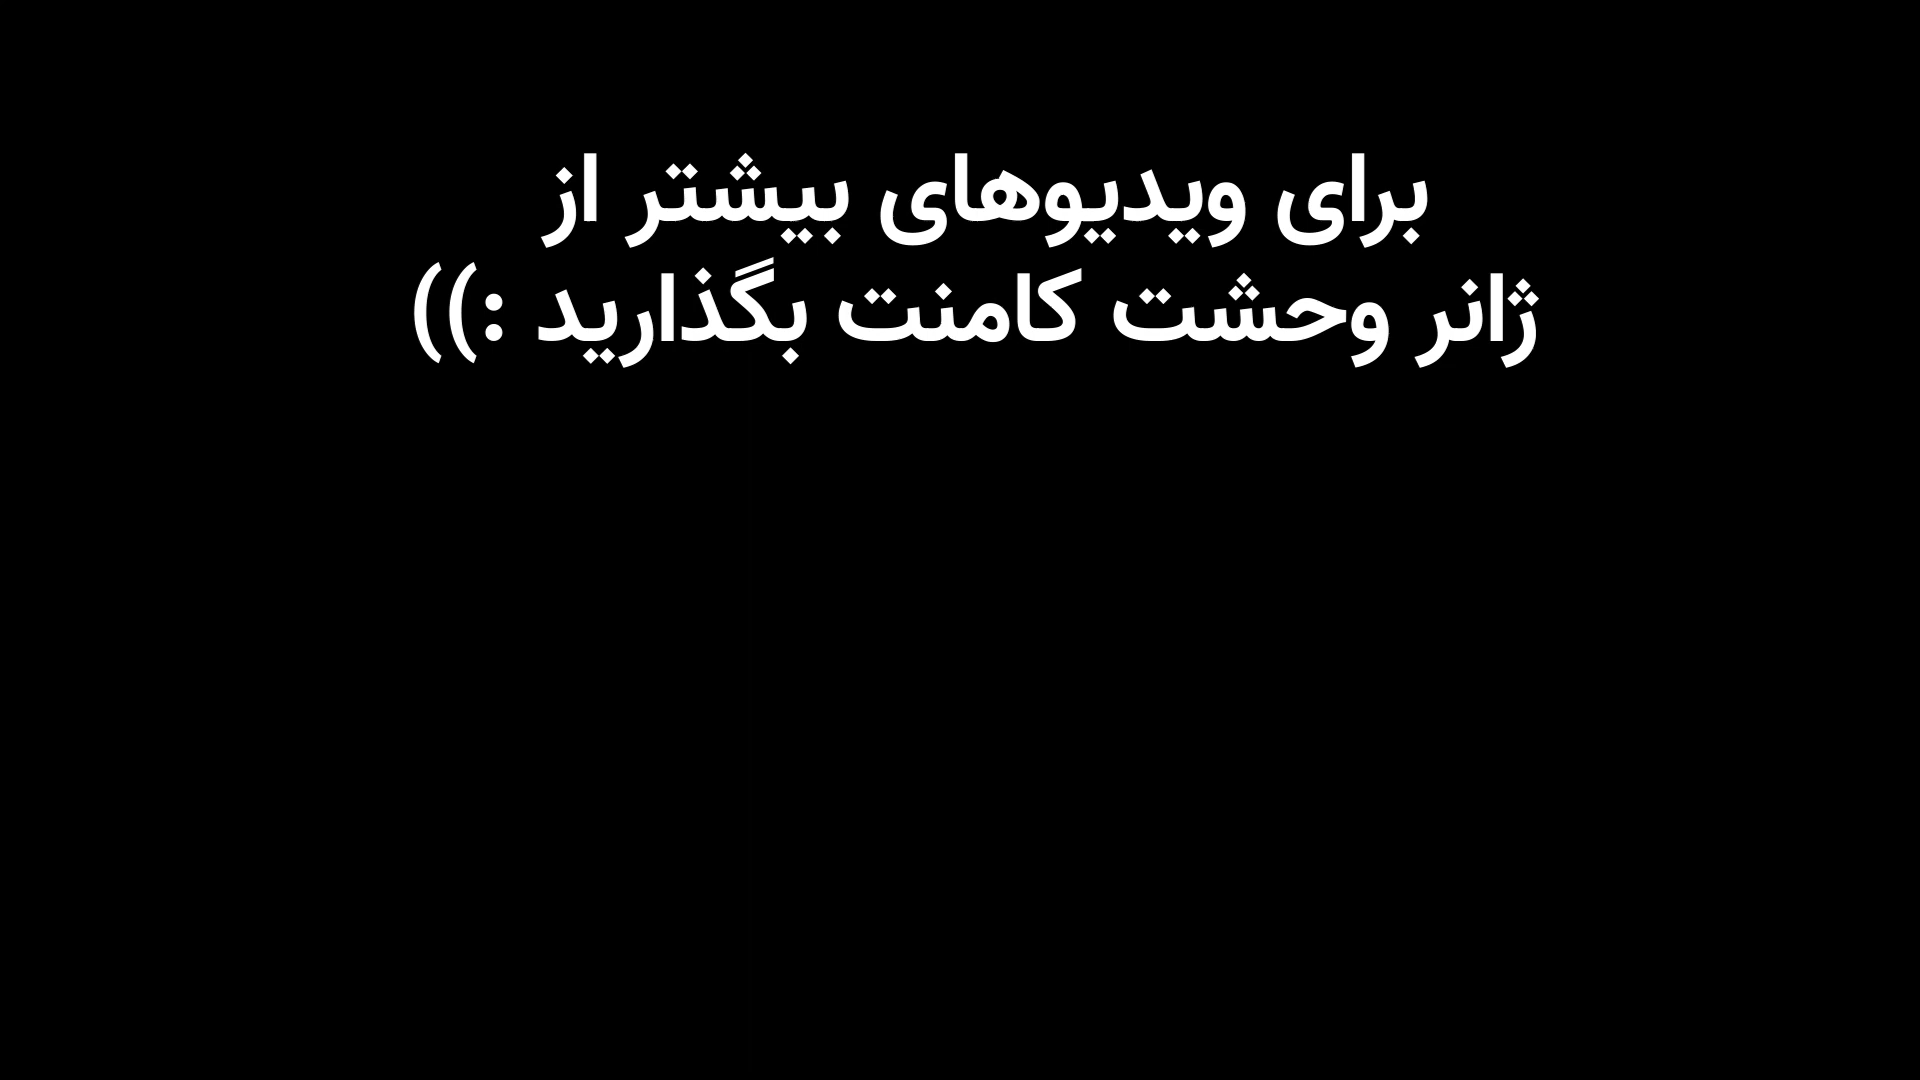 برای ویدیوهای بیشتر از
ژانر وحشت کامنت بگذارید :))